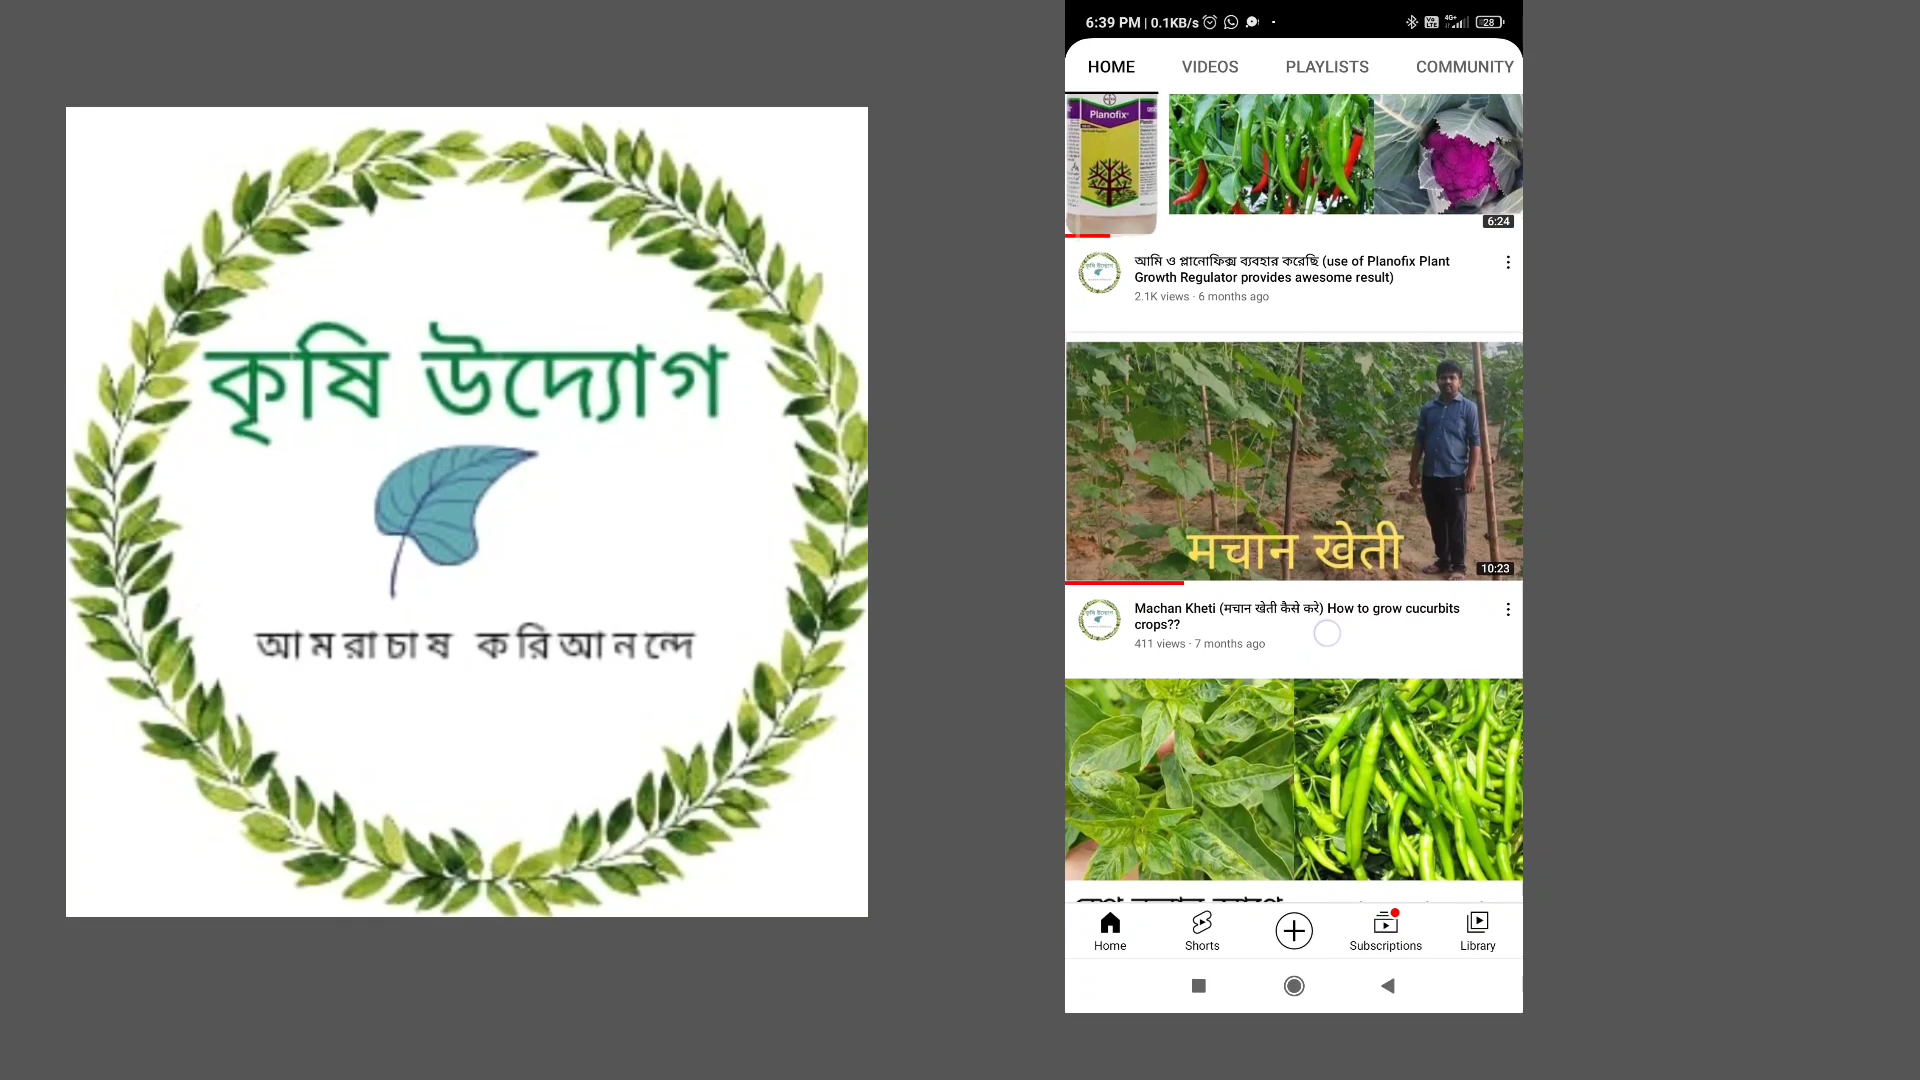 কৃষি উদ্যোগ
আমরা চাষ করি আনন্দে
6:39 PM | 0.1KB/s
4G+
28
HOME
VIDEOS
PLAYLISTS
COMMUNITY
Planofix
6:24
আমি ও প্লানোফিক্স ব্যবহার করেছি (use of Planofix Plant
Growth Regulator provides awesome result)
2.1K views · 6 months ago
मचान खेती
10:23
Machan Kheti (मचान खेती कैसे करे) How to grow cucurbits
crops??
411 views · 7 months ago
Home
Shorts
Subscriptions
Library